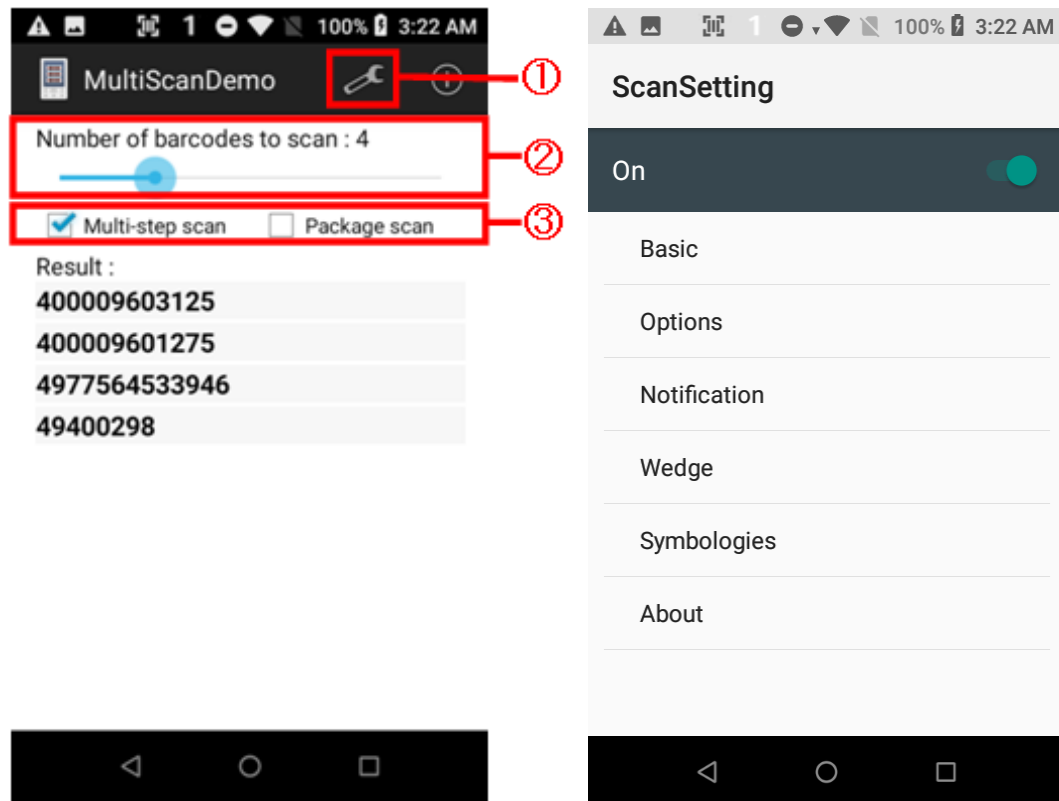 1 100% 3:22 AM
MultiScanDemo
①
Number of barcodes to scan : 4
②
Multi-step scan Package scan
③
Result :
400009603125
400009601275
4977564533946
49400298
1 100% 3:22 AM
ScanSetting
On
Basic
Options
Notification
Wedge
Symbologies
About